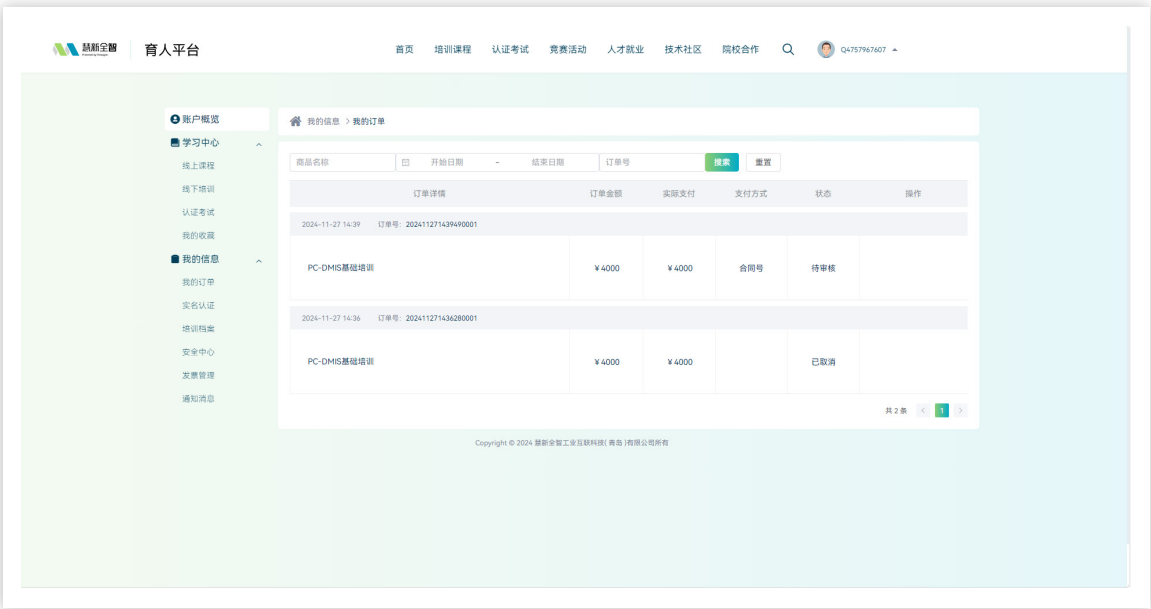 慧新全智
育人平台
首页 培训课程 认证考试 竞赛活动 人才就业 技术社区 院校合作 Q4757967607
账户概览
学习中心
线上课程
线下培训
认证考试
我的收藏
我的信息
我的订单
实名认证
培训档案
安全中心
发票管理
通知消息
我的信息 > 我的订单
商品名称 开始日期 - 结束日期 订单号 搜索 重置
订单详情 订单金额 实际支付 支付方式 状态 操作
2024-11-27 14:39 订单号: 202411271439490001
PC-DMIS基础培训 ¥4000 ¥4000 合同号 待审核
2024-11-27 14:36 订单号: 202411271436280001
PC-DMIS基础培训 ¥4000 ¥4000 已取消
共 2 条 < 1 >
Copyright © 2024 慧新全智工业互联科技(青岛)有限公司所有